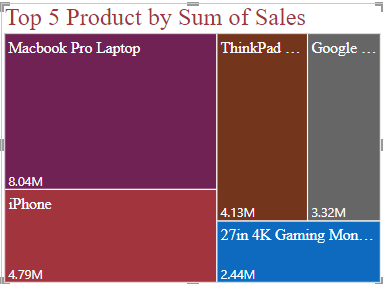 Top 5 Product by Sum of Sales
Macbook Pro Laptop
8.04M
iPhone
4.79M
ThinkPad ...
4.13M
Google ...
3.32M
27in 4K Gaming Mon...
2.44M